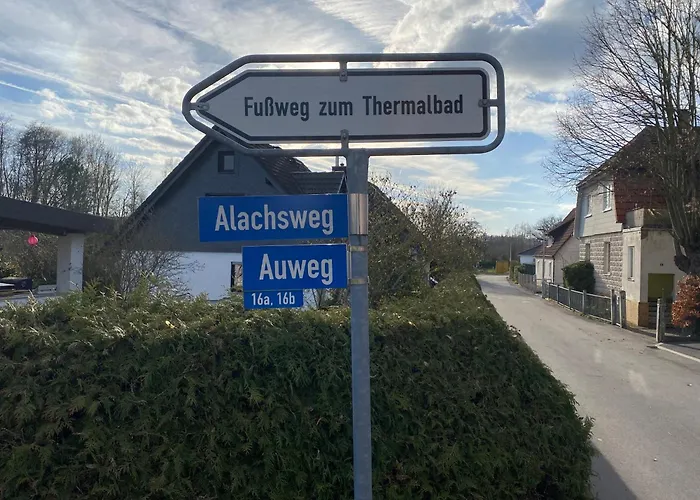 Fußweg zum Thermalbad
Alachsweg
Auweg
16a, 16b